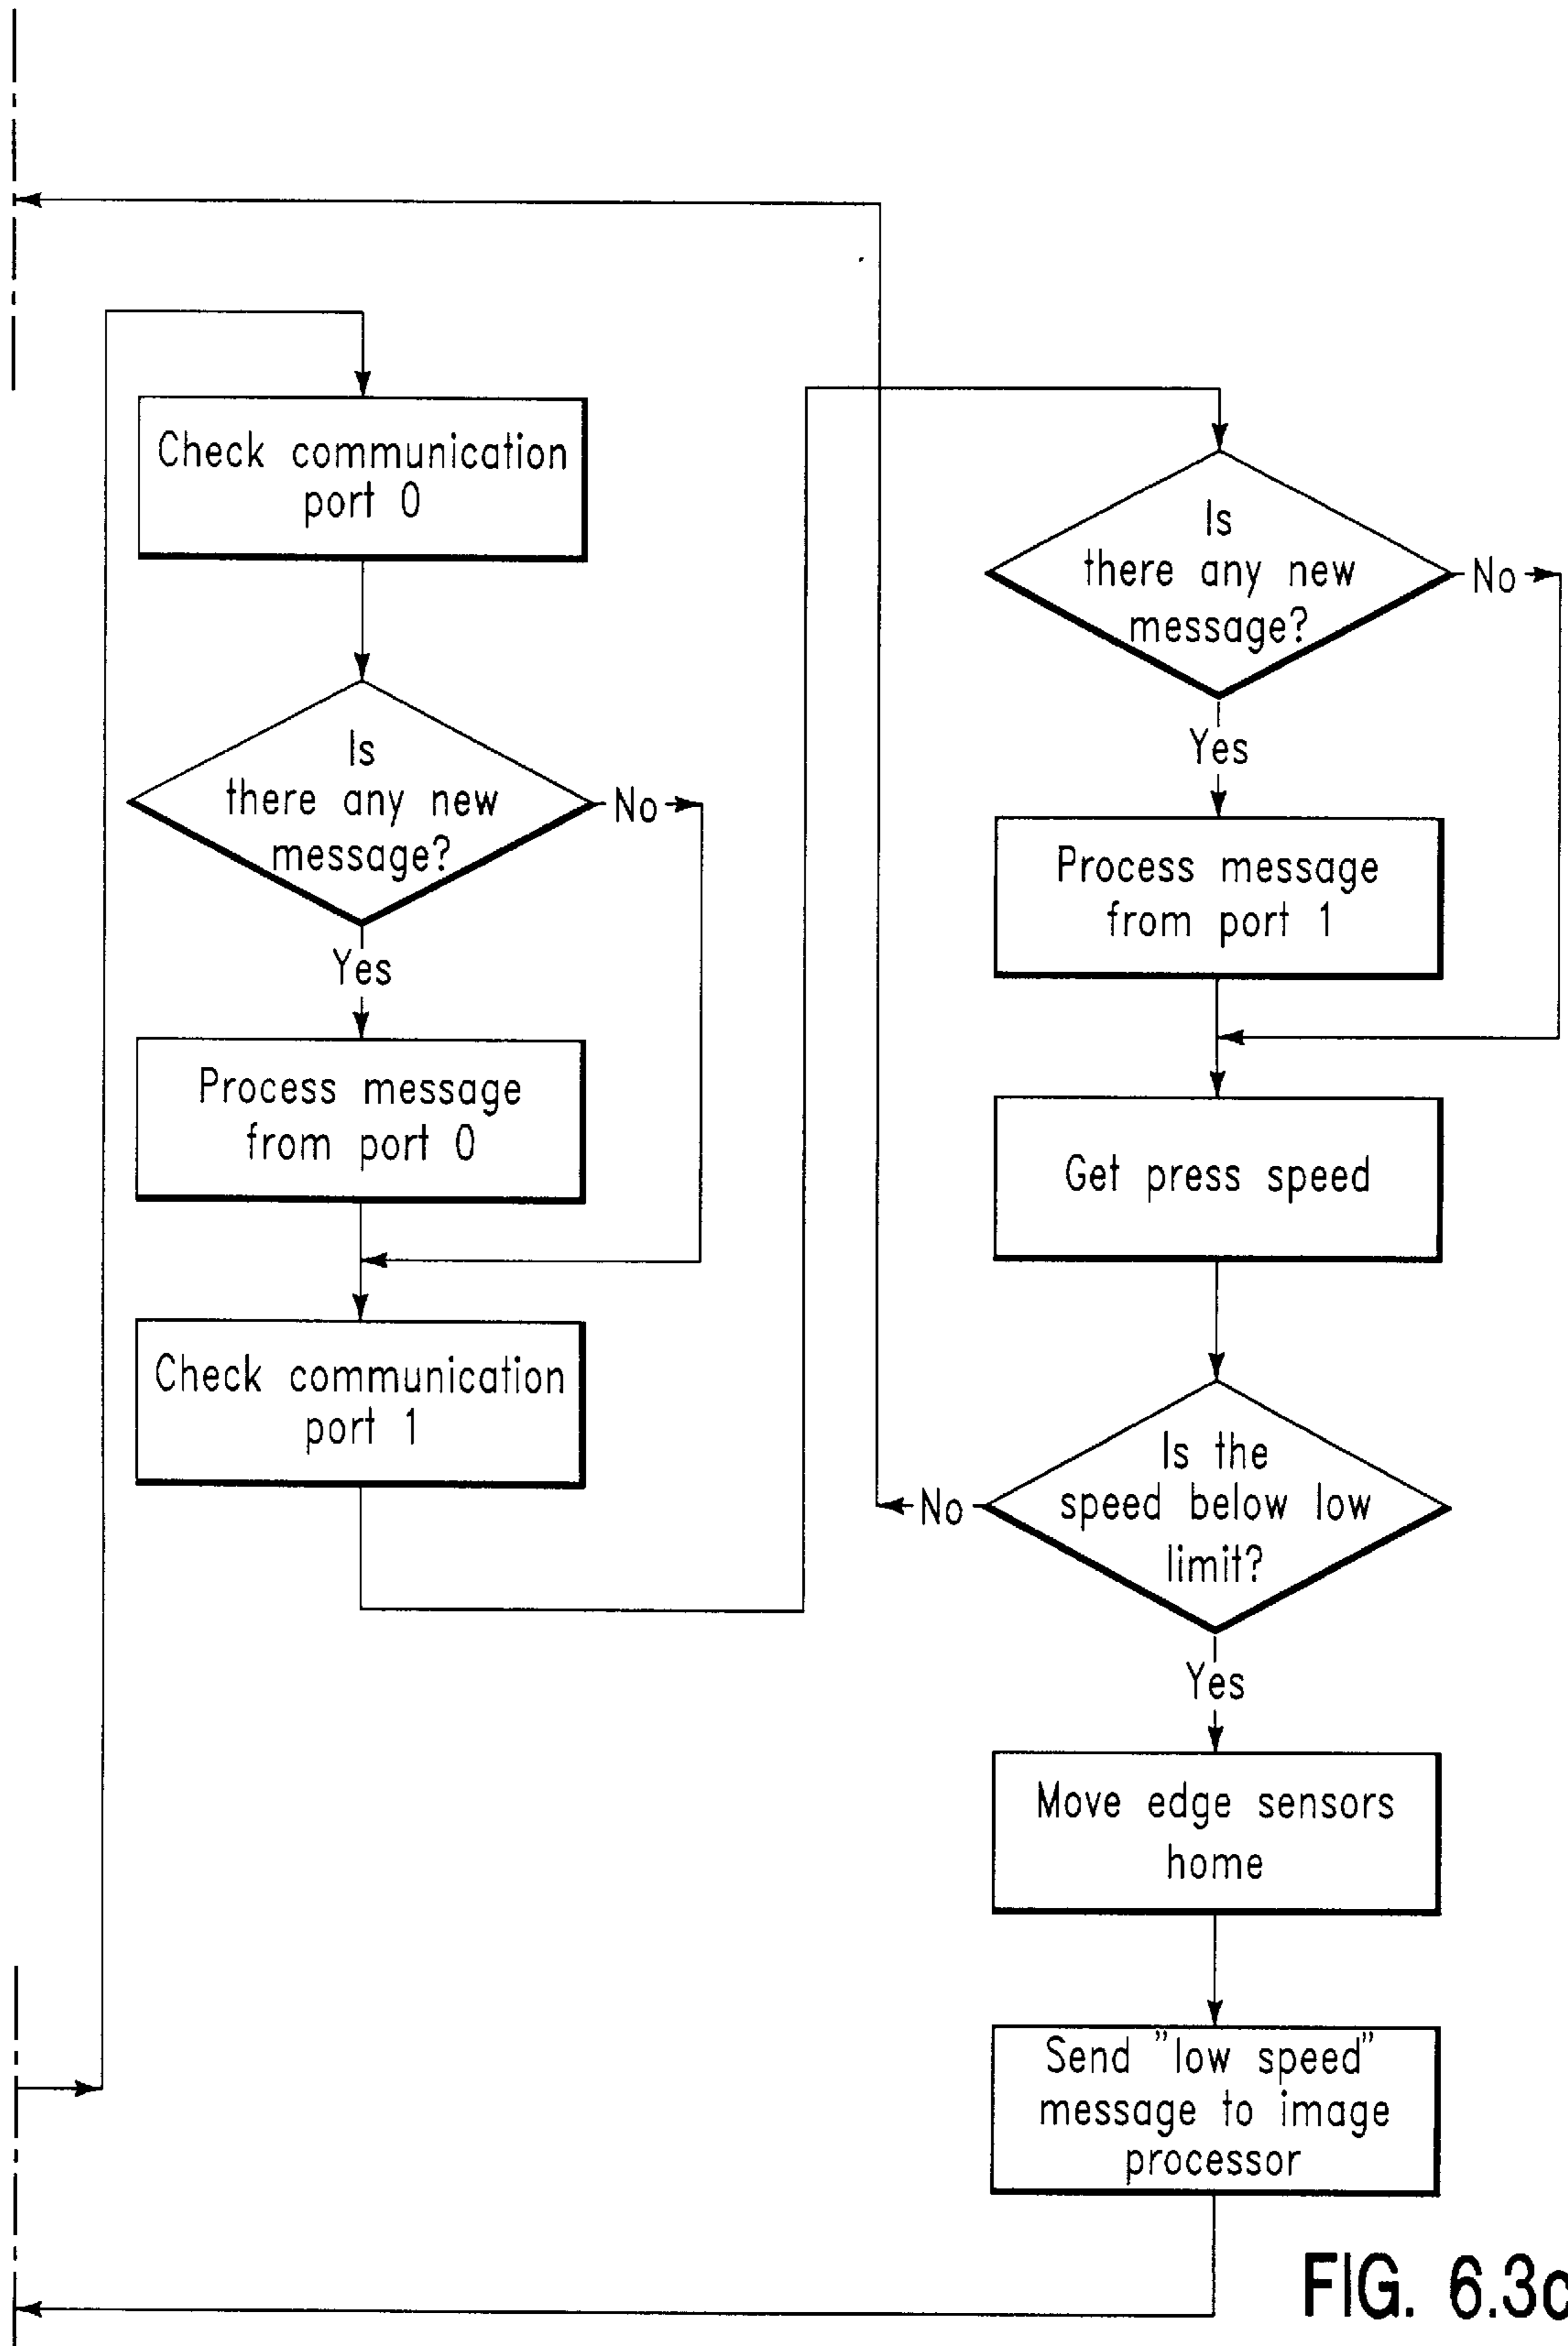 Check communication
port 0
Is
there any new
message?
No
Yes
Process message
from port 0
Check communication
port 1
Is
there any new
message?
No
Yes
Process message
from port 1
Get press speed
Is the
speed below low
limit?
No
Yes
Move edge sensors
home
Send "low speed"
message to image
processor
FIG. 6.3c